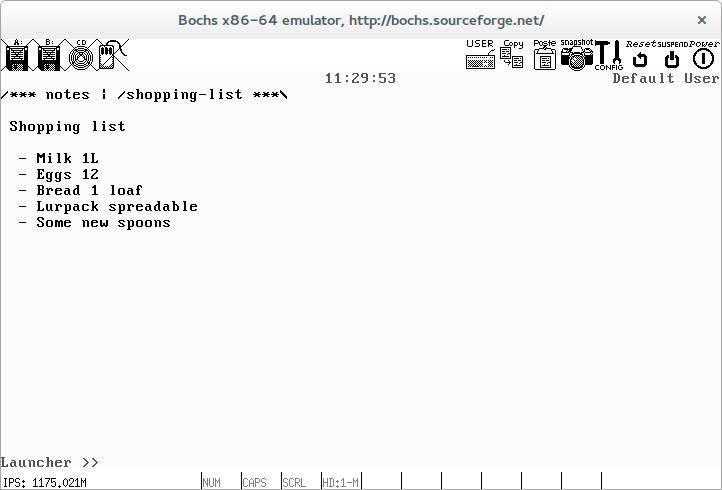 Bochs x86-64 emulator, http://bochs.sourceforge.net/
A: B: CD USER Copy Paste snapshot CONFIG Reset SUSPEND Power
11:29:53 Default User
/*** notes | /shopping-list ***\
Shopping list
- Milk 1L
- Eggs 12
- Bread 1 loaf
- Lurpack spreadable
- Some new spoons
Launcher >>
IPS: 1175.021M NUM CAPS SCRL HD:1-M